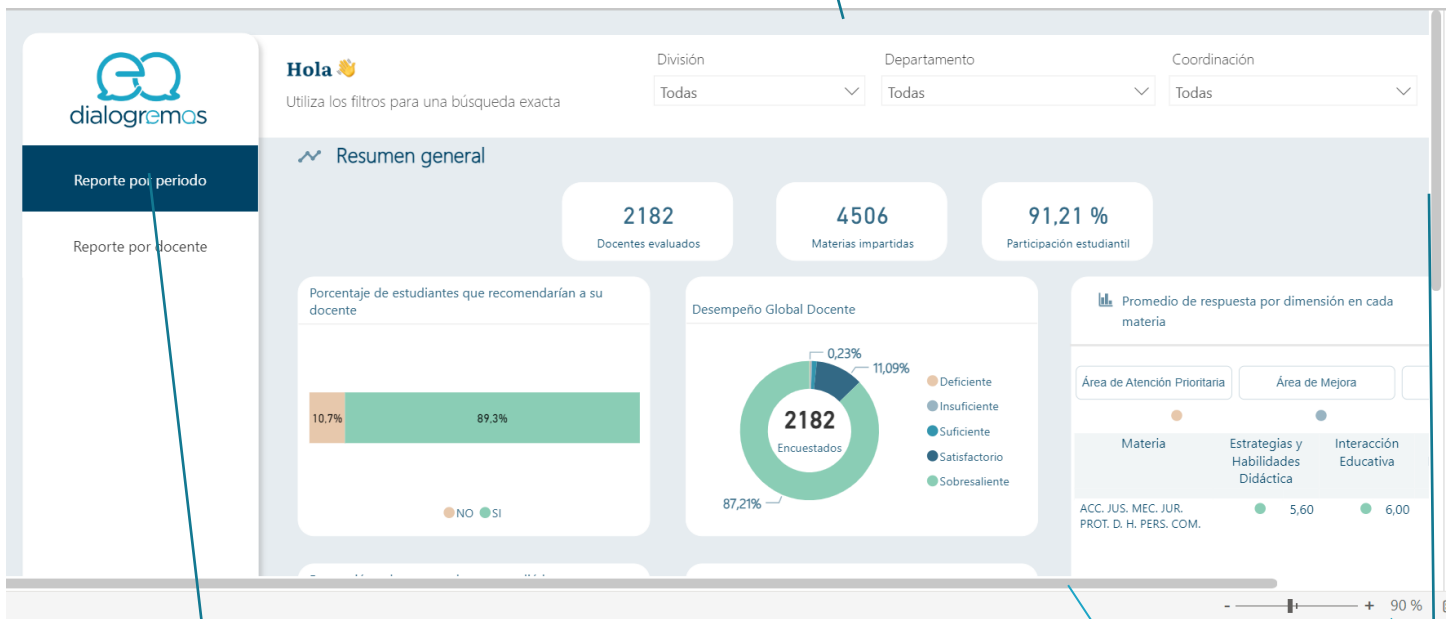 dialogremos
Hola 👋
Utiliza los filtros para una búsqueda exacta
División
Todas
Departamento
Todas
Coordinación
Todas
Reporte por periodo
Reporte por docente
Resumen general
2182
Docentes evaluados
4506
Materias impartidas
91,21 %
Participación estudiantil
Porcentaje de estudiantes que recomendarían a su
docente
10,7%
89,3%
NO SI
Desempeño Global Docente
0,23%
11,09%
2182
Encuestados
87,21%
Deficiente
Insuficiente
Suficiente
Satisfactorio
Sobresaliente
Promedio de respuesta por dimensión en cada
materia
Área de Atención Prioritaria
Área de Mejora
Materia
Estrategias y
Habilidades
Didáctica
Interacción
Educativa
ACC. JUS. MEC. JUR.
PROT. D. H. PERS. COM.
5,60
6,00
- + 90 %